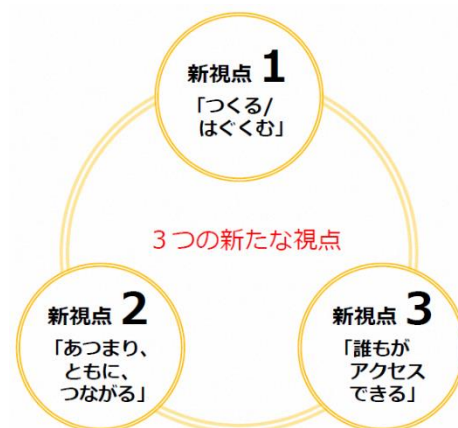 新視点 1
「つくる/
はぐくむ」
3つの新たな視点
新視点 2
「あつまり、
ともに、
つながる」
新視点 3
「誰もが
アクセス
できる」